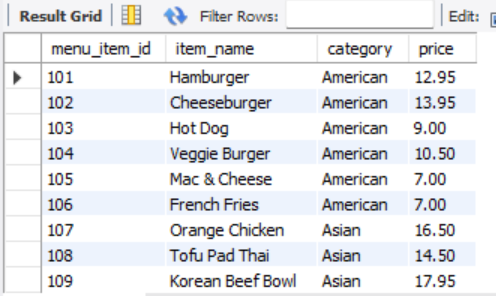 Result Grid Filter Rows: Edit:
menu_item_id item_name category price
101 Hamburger American 12.95
102 Cheeseburger American 13.95
103 Hot Dog American 9.00
104 Veggie Burger American 10.50
105 Mac & Cheese American 7.00
106 French Fries American 7.00
107 Orange Chicken Asian 16.50
108 Tofu Pad Thai Asian 14.50
109 Korean Beef Bowl Asian 17.95